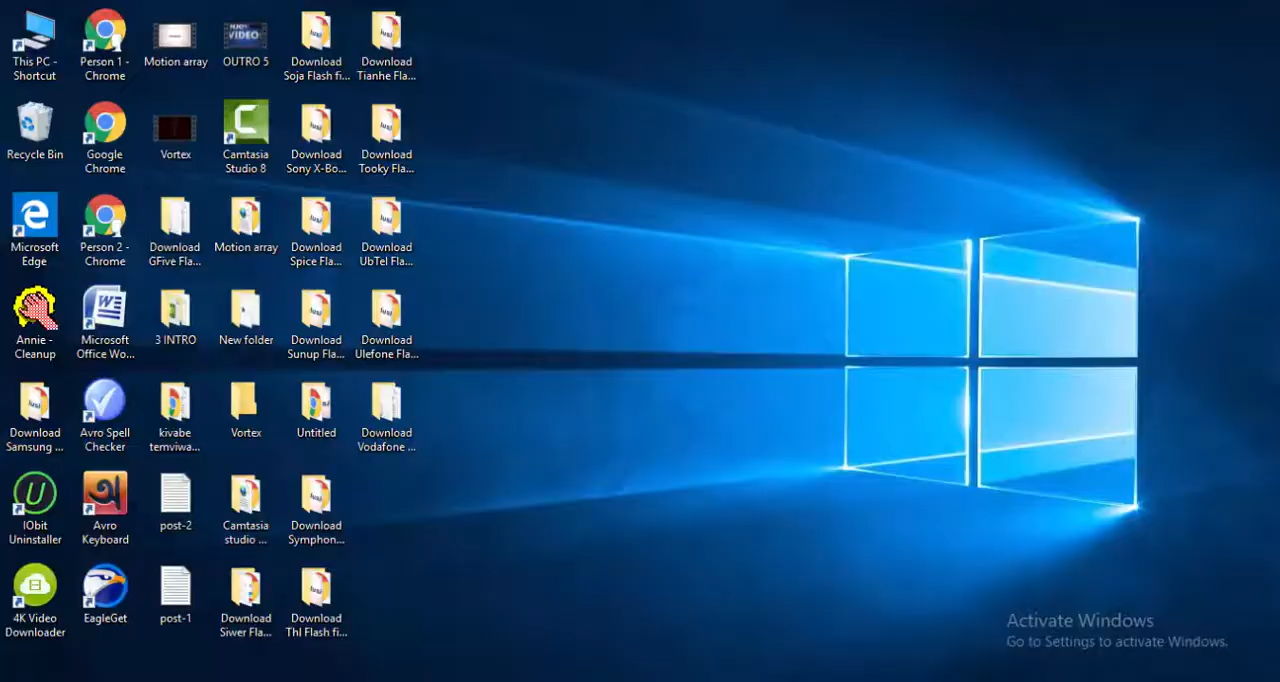 This PC -
Shortcut
Person 1 -
Chrome
Motion array
OUTRO 5
Download
Soja Flash fi...
Download
Tianhe Fla...
Recycle Bin
Google
Chrome
Vortex
Camtasia
Studio 8
Download
Sony X-Bo...
Download
Tooky Fla...
Microsoft
Edge
Person 2 -
Chrome
Download
GFive Fla...
Motion array
Download
Spice Fla...
Download
UbTel Fla...
Annie -
Cleanup
Microsoft
Office Wo...
3 INTRO
New folder
Download
Sunup Fla...
Download
Ulefone Fla...
Download
Samsung ...
Avro Spell
Checker
kivabe
temviwa...
Vortex
Untitled
Download
Vodafone ...
IObit
Uninstaller
Avro
Keyboard
post-2
Camtasia
studio ...
Download
Symphon...
4K Video
Downloader
EagleGet
post-1
Download
Siwer Fla...
Download
Thl Flash fi...
Activate Windows
Go to Settings to activate Windows.